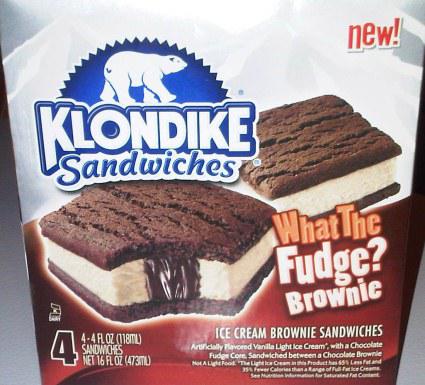 new!
KLONDIKE
Sandwiches
What The
Fudge?
Brownie
DAIRY
4
4-4 FL OZ (118mL)
SANDWICHES
NET 16 FL OZ (473mL)
ICE CREAM BROWNIE SANDWICHES
Artificially Flavored Vanilla Light Ice Cream*, with a Chocolate
Fudge Core, Sandwiched between a Chocolate Brownie
Not A Light Food. *The Light Ice Cream in this Product has 65% Less Fat and
35% Fewer Calories than a Range of Full-Fat Ice Creams.
See Nutrition Information for Saturated Fat Content.